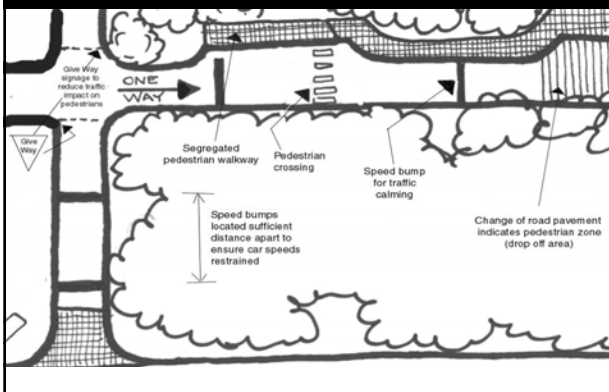 Give Way
signage to
reduce traffic
impact on
pedestrians
ONE
WAY
Give
Way
Segregated
pedestrian walkway
Pedestrian
crossing
Speed bump
for traffic
calming
Speed bumps
located sufficient
distance apart to
ensure car speeds
restrained
Change of road pavement
indicates pedestrian zone
(drop off area)